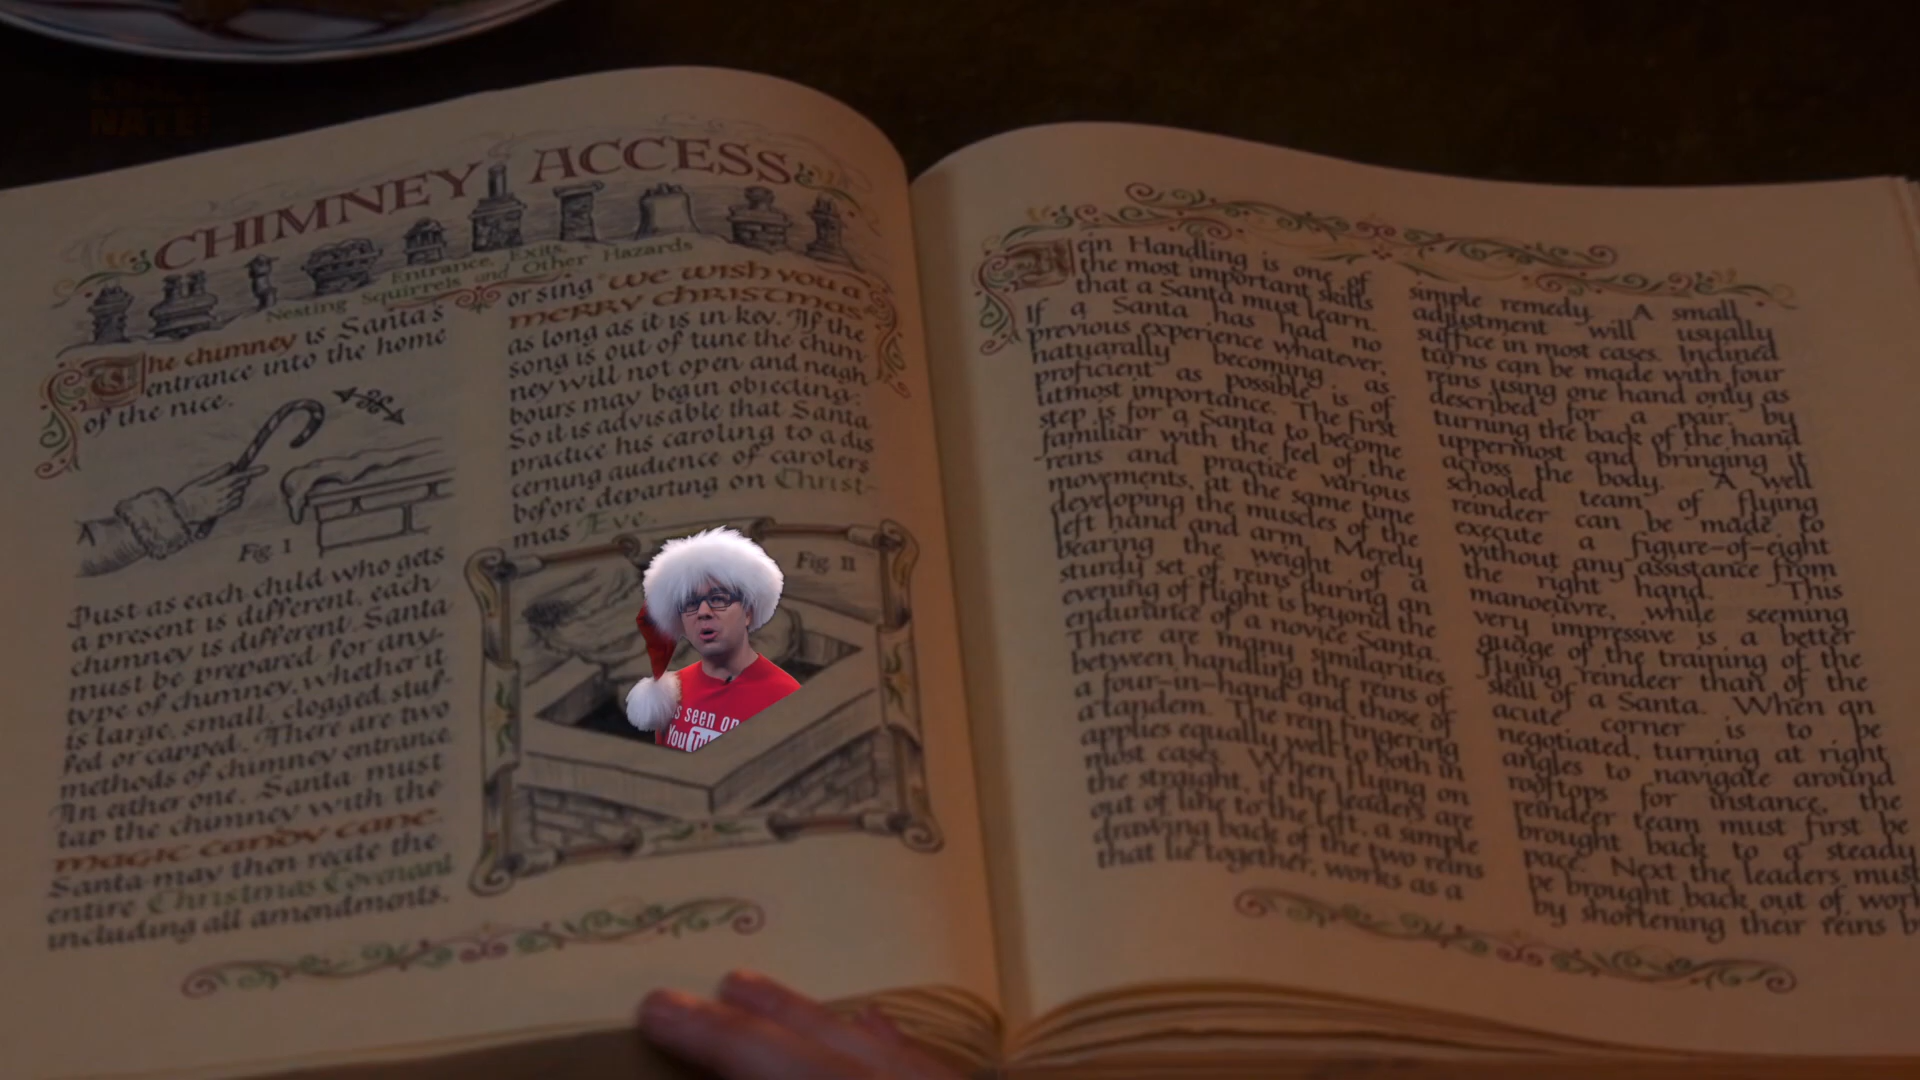 CHIMNEY ACCESS
Entrance, Exits,
Nesting Squirrels and Other Hazards
The chimney is Santa's
entrance into the home
of the nice.
Fig. I
Just as each child who gets
a present is different, each
chimney is different. Santa
must be prepared for any
type of chimney, whether it
is large, small, clogged, stuf-
fed or capped. There are two
methods of chimney entrance.
In either one, Santa must
tap the chimney with the
magic candy cane.
Santa may then recite the
entire Christmas Covenant
including all amendments.
or sing "we wish you a
merry christmas
as long as it is in key. If the
song is out of tune the chim
ney will not open and neigh
bours may begin objecting.
So it is advisable that Santa
practice his caroling to a dis
cerning audience of carolers
before departing on Christ-
mas Eve.
Fig. II
as seen on
YouTu
Rein Handling is one of
the most important skills
that a Santa must learn.
If a Santa has had no
previous experience whatever,
natuarally becoming as
proficient as possible is of
utmost importance. The first
step is for a Santa to become
familiar with the feel of the
reins and practice various
movements, at the same time
developing the muscles of the
left hand and arm. Merely
bearing the weight of a
sturdy set of reins during an
evening of flight is beyond the
endurance of a novice Santa.
There are many similarities
between handling the reins of
a four-in-hand and those of
a tandem. The rein fingering
applies equally well to both in
most cases. When flying on
the straight, if the leaders are
out of line to the left, a simple
drawing back of the two reins
that lie together, works as a
simple remedy. A small
adjustment will usually
suffice in most cases. Inclined
turns can be made with four
reins using one hand only as
described for a pair, by
turning the back of the hand
uppermost and bringing it
across the body. A well
schooled team of flying
reindeer can be made to
execute a figure-of-eight
without any assistance from
the right hand. This
manoeuvre, while seeming
very impressive is a better
guage of the training of the
flying reindeer than of the
skill of a Santa. When an
acute corner is to be
negotiated, turning at right
angles to navigate around
rooftops for instance, the
reindeer team must first be
brought back to a steady
pace. Next the leaders must
be brought back out of work
by shortening their reins b